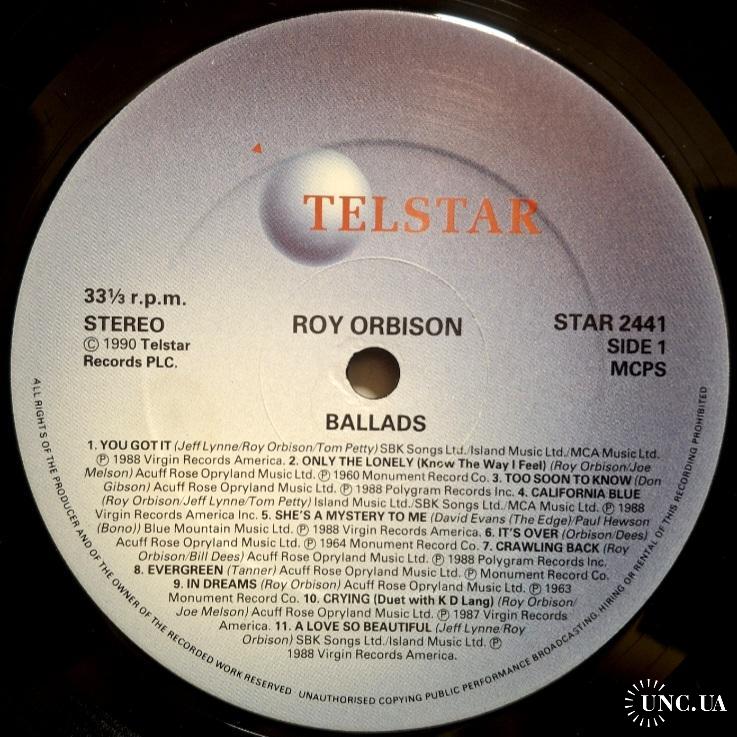 TELSTAR
33⅓ r.p.m.
STEREO
© 1990 Telstar
Records PLC.
ROY ORBISON
STAR 2441
SIDE 1
MCPS
BALLADS
1. YOU GOT IT (Jeff Lynne/Roy Orbison/Tom Petty) SBK Songs Ltd./Island Music Ltd./MCA Music Ltd.
℗ 1988 Virgin Records America. 2. ONLY THE LONELY (Know The Way I Feel) (Roy Orbison/Joe
Melson) Acuff Rose Opryland Music Ltd. ℗ 1960 Monument Record Co. 3. TOO SOON TO KNOW (Don
Gibson) Acuff Rose Opryland Music Ltd. ℗ 1988 Polygram Records Inc. 4. CALIFORNIA BLUE
(Roy Orbison/Jeff Lynne/Tom Petty) Island Music Ltd./SBK Songs Ltd./MCA Music Ltd. ℗ 1988
Virgin Records America Inc. 5. SHE'S A MYSTERY TO ME (David Evans (The Edge)/Paul Hewson
(Bono)) Blue Mountain Music Ltd. ℗ 1988 Virgin Records America. 6. IT'S OVER (Orbison/Dees)
Acuff Rose Opryland Music Ltd. ℗ 1964 Monument Record Co. 7. CRAWLING BACK (Roy
Orbison/Bill Dees) Acuff Rose Opryland Music Ltd. ℗ 1988 Polygram Records Inc.
8. EVERGREEN (Tanner) Acuff Rose Opryland Music Ltd. ℗ Monument Record Co.
9. IN DREAMS (Roy Orbison) Acuff Rose Opryland Music Ltd. ℗ 1963
Monument Record Co. 10. CRYING (Duet with K D Lang) (Roy Orbison/
Joe Melson) Acuff Rose Opryland Music Ltd. ℗ 1987 Virgin Records
America. 11. A LOVE SO BEAUTIFUL (Jeff Lynne/Roy
Orbison) SBK Songs Ltd./Island Music Ltd. ℗
1988 Virgin Records America.
ALL RIGHTS OF THE PRODUCER AND OF THE OWNER OF THE RECORDED WORK RESERVED UNAUTHORISED COPYING PUBLIC PERFORMANCE BROADCASTING, HIRING OR RENTAL OF THIS RECORDING PROHIBITED
UNC.UA